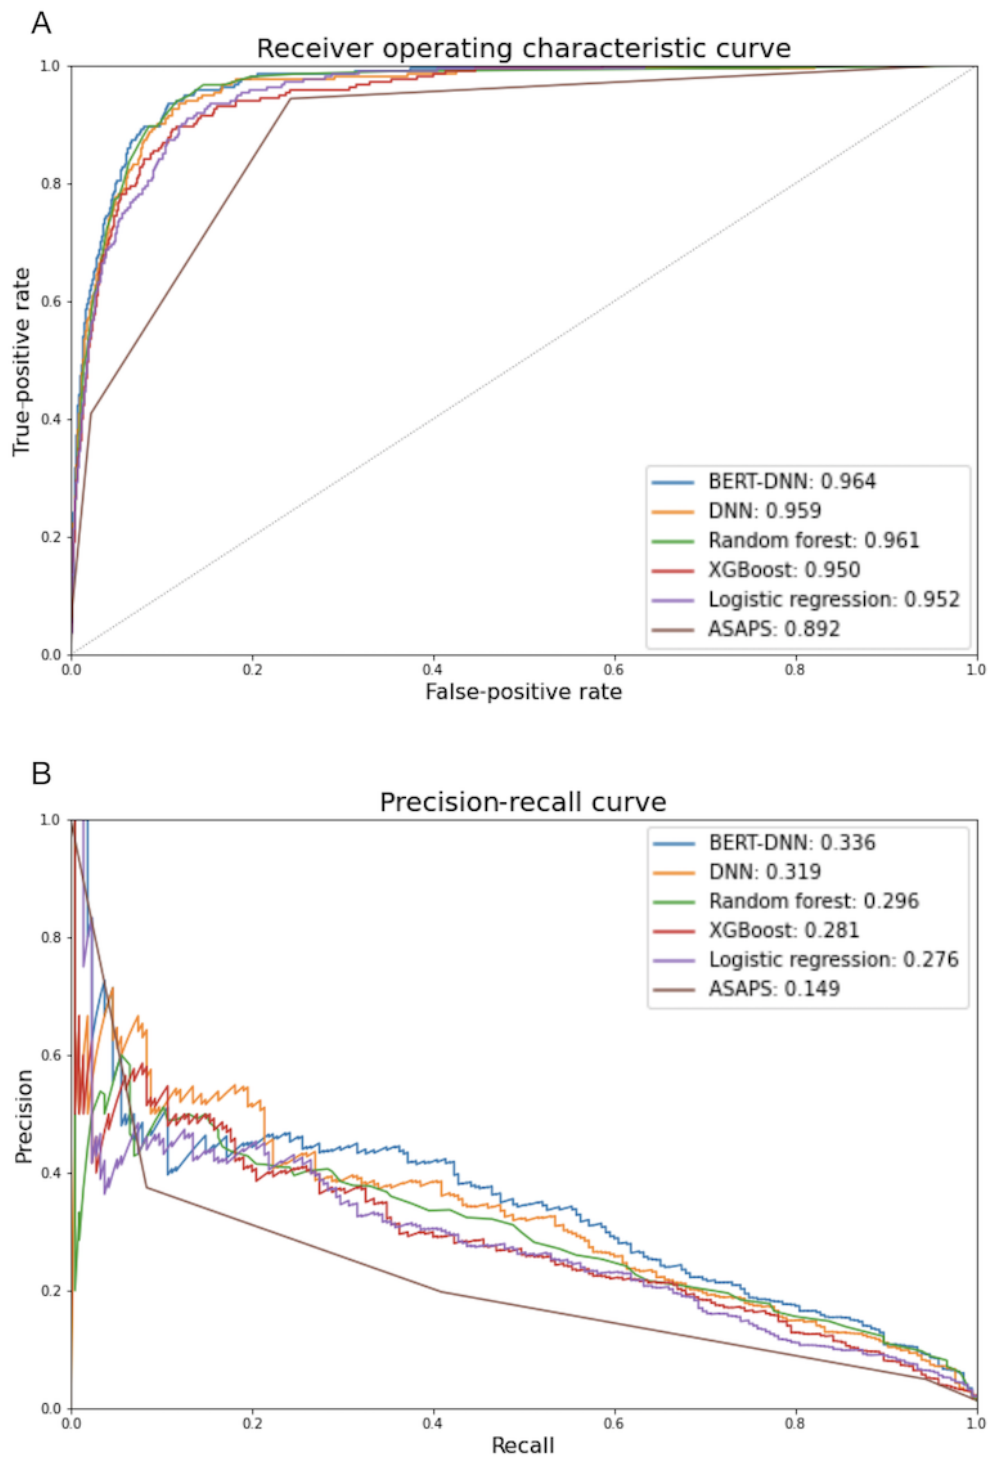 A
Receiver operating characteristic curve
1.0
0.8
0.6
0.4
0.2
0.0
True-positive rate
BERT-DNN: 0.964
DNN: 0.959
Random forest: 0.961
XGBoost: 0.950
Logistic regression: 0.952
ASAPS: 0.892
0.0 0.2 0.4 0.6 0.8 1.0
False-positive rate
B
Precision-recall curve
1.0
0.8
0.6
0.4
0.2
0.0
Precision
BERT-DNN: 0.336
DNN: 0.319
Random forest: 0.296
XGBoost: 0.281
Logistic regression: 0.276
ASAPS: 0.149
0.0 0.2 0.4 0.6 0.8 1.0
Recall